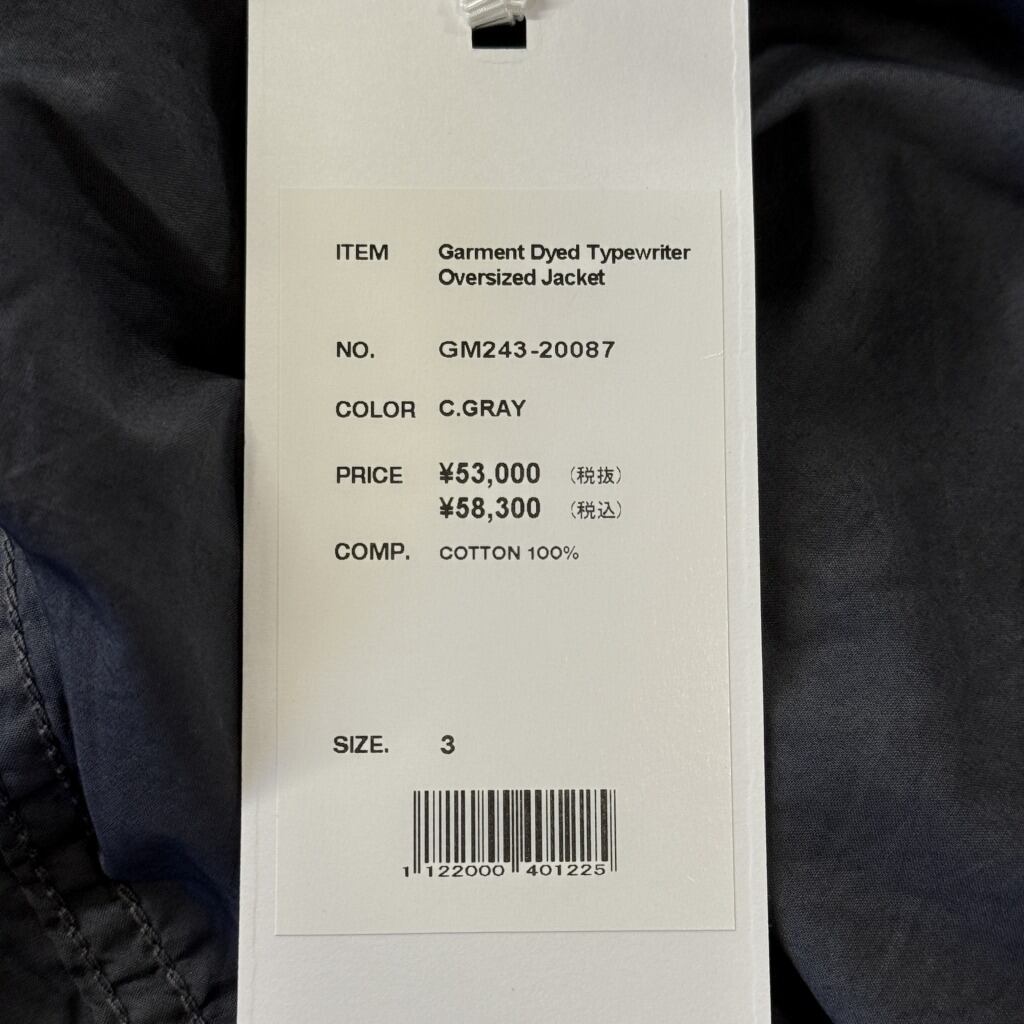 ITEM Garment Dyed Typewriter
Oversized Jacket
NO. GM243-20087
COLOR C.GRAY
PRICE ¥53,000 (税抜)
¥58,300 (税込)
COMP. COTTON 100%
SIZE. 3
1 122000 401225